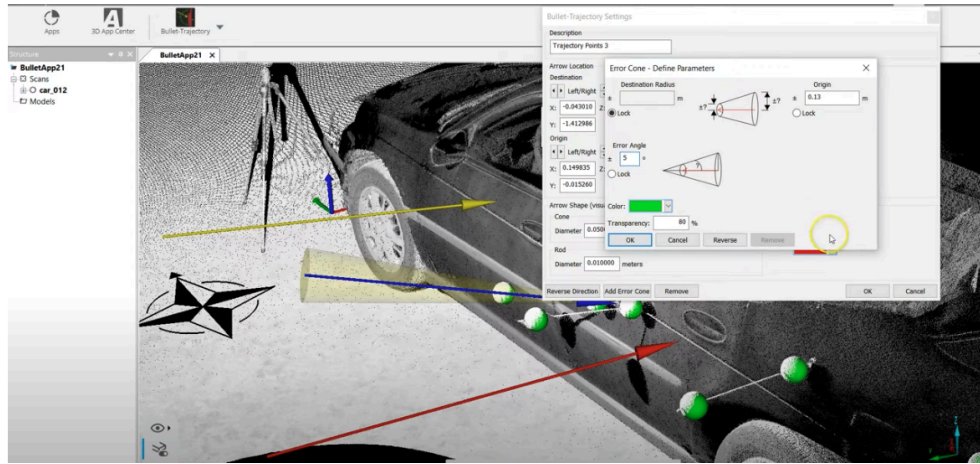 Apps
3D App Center
Bullet-Trajectory
Structure
BulletApp21
BulletApp21
Scans
car_012
Models
Bullet-Trajectory Settings
Description
Trajectory Points 3
Arrow Location
Destination
Left/Right
X: -0.043010 Z:
Y: -1.412986
Origin
Left/Right
X: 0.149835 Z:
Y: -0.015260
Arrow Shape (visu
Cone
Diameter 0.050
Rod
Diameter 0.010000 meters
Reverse Direction Add Error Cone Remove
OK Cancel
Error Cone - Define Parameters
Destination Radius
± m
Lock
±?
±?
Origin
± 0.13 m
Lock
Error Angle
± 5 °
Lock
?
Color:
Transparency: 80 %
OK Cancel Reverse Remove
Z
Y